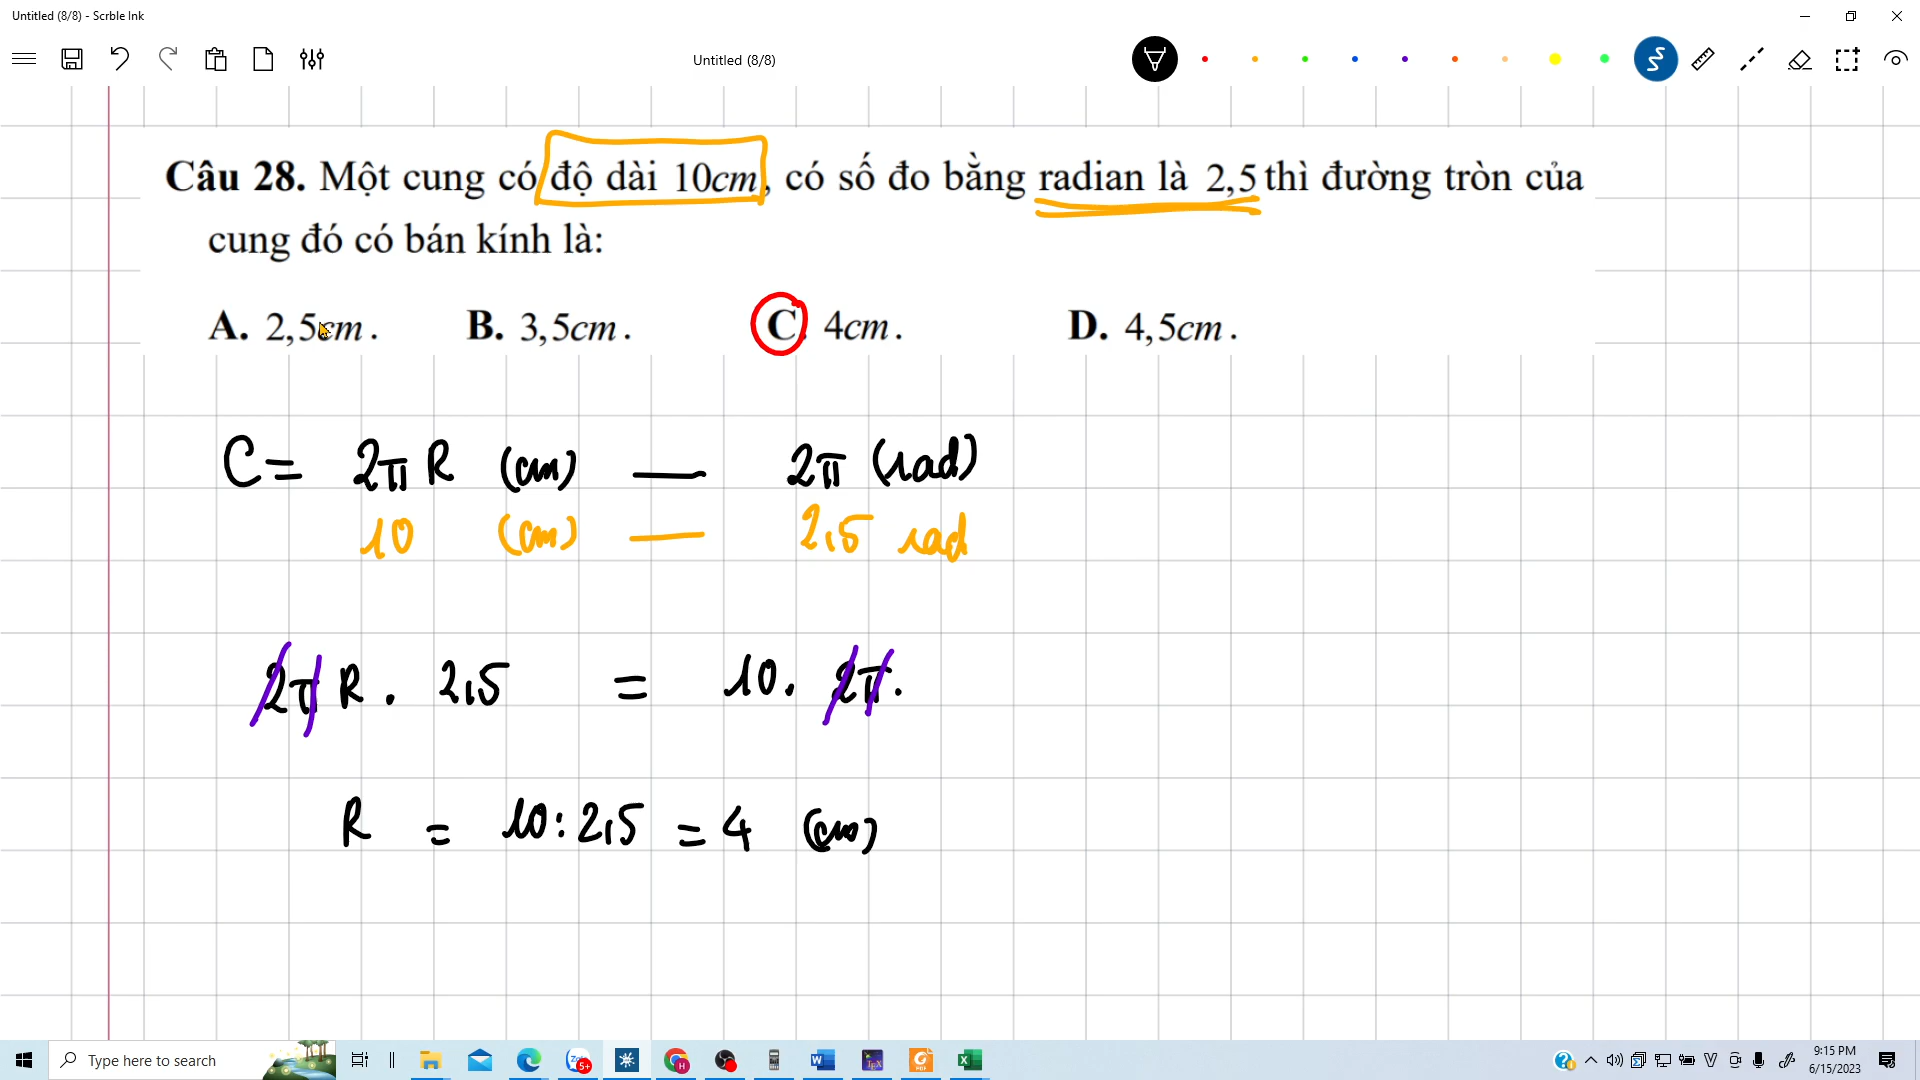 Untitled (8/8) - Scrble Ink
Untitled (8/8)
Câu 28. Một cung có độ dài 10cm, có số đo bằng radian là 2,5 thì đường tròn của
cung đó có bán kính là:
A. 2,5cm. B. 3,5cm. C. 4cm. D. 4,5cm.
C = 2π R (cm) — 2π (rad)
10 (cm) — 2,5 rad
2π R . 2,5 = 10. 2π.
R = 10 : 2,5 = 4 (cm)
Type here to search
9:15 PM
6/15/2023